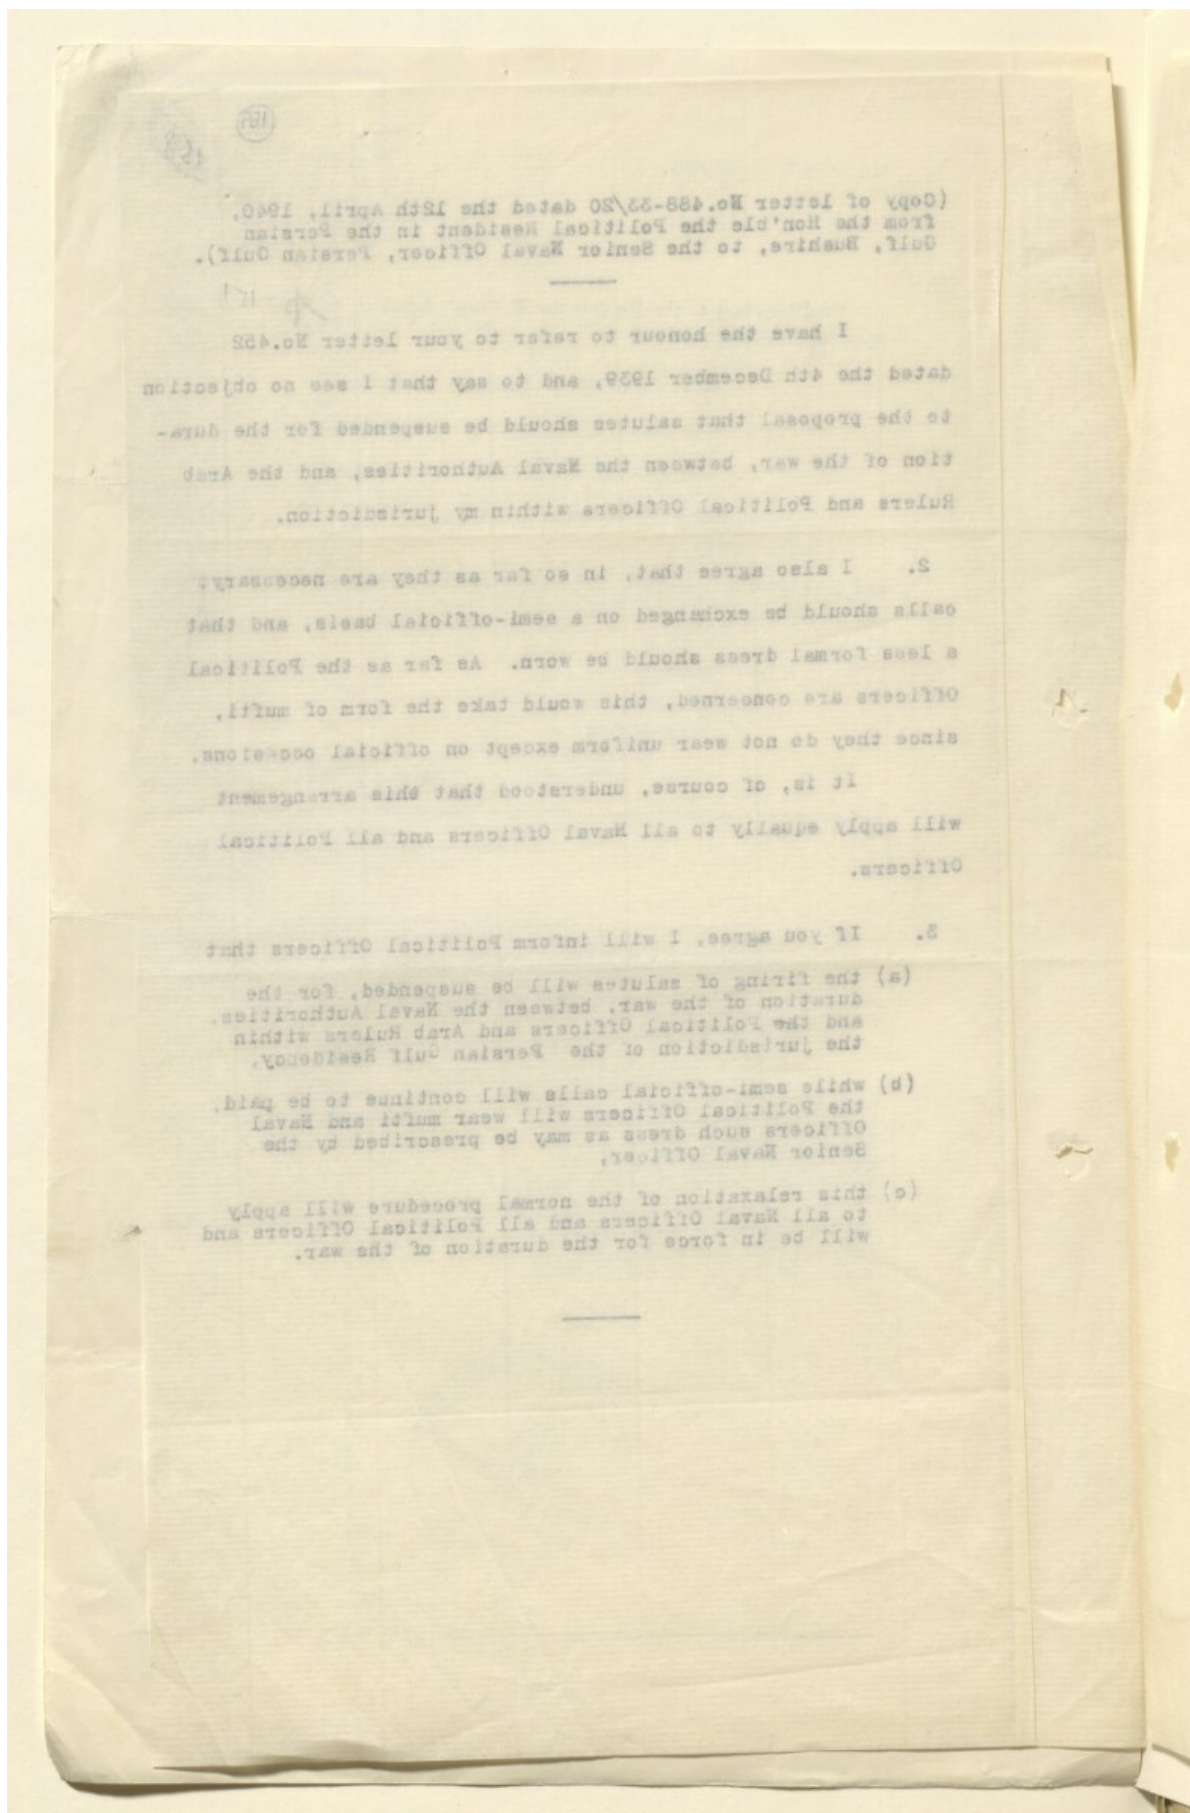 (Copy of letter No.488-33/20 dated the 12th April, 1940,
from the Hon'ble the Political Resident in the Persian
Gulf, Bushire, to the Senior Naval Officer, Persian Gulf).
I have the honour to refer to your letter No.452
dated the 4th December 1939, and to say that I see no objection
to the proposal that salutes should be suspended for the dura-
tion of the war, between the Naval Authorities, and the Arab
Rulers and Political Officers within my jurisdiction.
2. I also agree that, in so far as they are necessary,
calls should be exchanged on a semi-official basis, and that
a less formal dress should be worn. As far as the Political
Officers are concerned, this would take the form of mufti,
since they do not wear uniform except on official occasions.
It is, of course, understood that this arrangement
will apply equally to all Naval Officers and all Political
Officers.
3. If you agree, I will inform Political Officers that
(a) the firing of salutes will be suspended, for the
duration of the war, between the Naval Authorities.
and the Political Officers and Arab Rulers within
the jurisdiction of the Persian Gulf Residency.
(b) while semi-official calls will continue to be paid,
the Political Officers will wear mufti and Naval
Officers such dress as may be prescribed by the
Senior Naval Officer,
(c) this relaxation of the normal procedure will apply
to all Naval Officers and all Political Officers and
will be in force for the duration of the war.